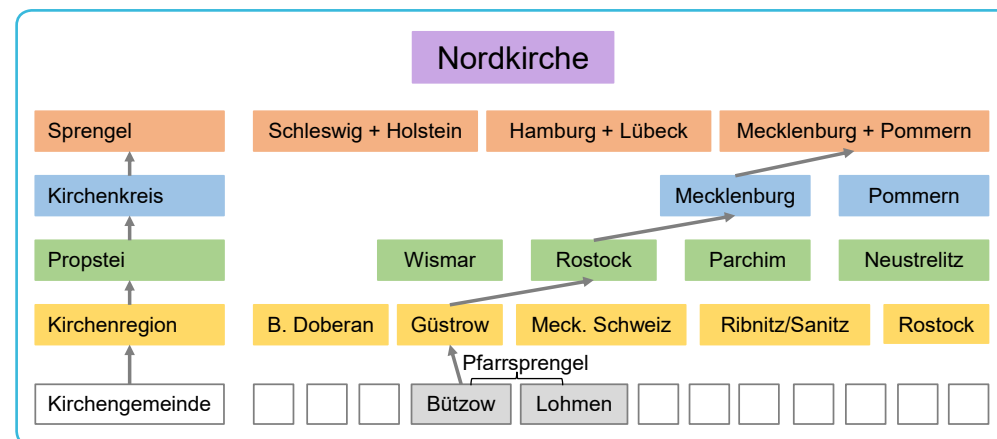 Nordkirche
Sprengel
Schleswig + Holstein
Hamburg + Lübeck
Mecklenburg + Pommern
Kirchenkreis
Mecklenburg
Pommern
Propstei
Wismar
Rostock
Parchim
Neustrelitz
Kirchenregion
B. Doberan
Güstrow
Meck. Schweiz
Ribnitz/Sanitz
Rostock
Pfarrsprengel
Kirchengemeinde
Bützow
Lohmen